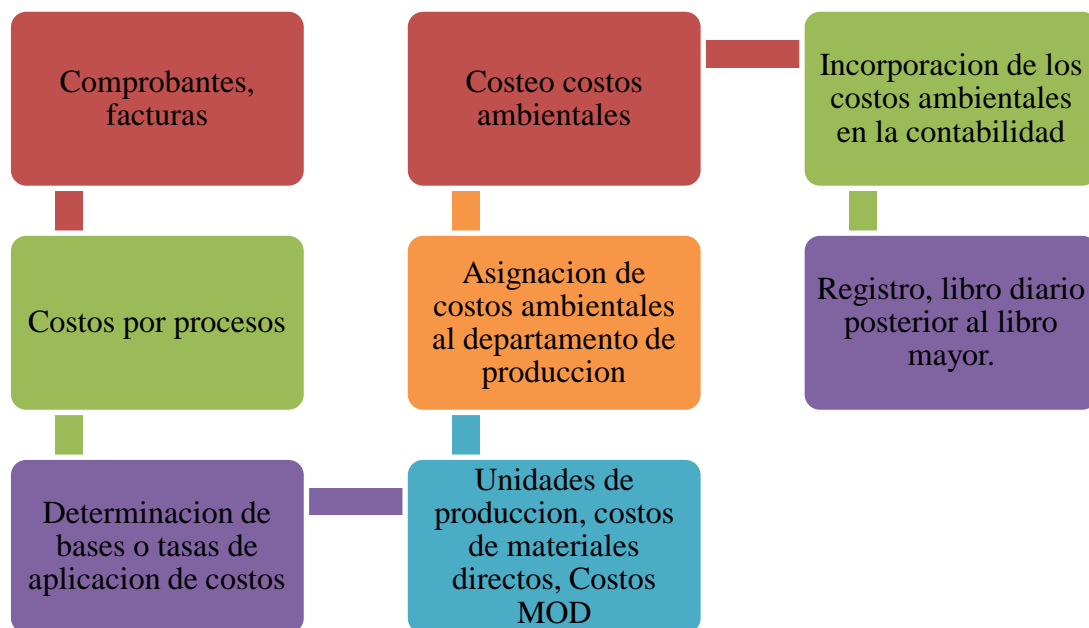 Comprobantes,
facturas
Costos por procesos
Determinacion de
bases o tasas de
aplicacion de costos
Unidades de
produccion, costos
de materiales
directos, Costos
MOD
Asignacion de
costos ambientales
al departamento de
produccion
Costeo costos
ambientales
Incorporacion de los
costos ambientales
en la contabilidad
Registro, libro diario
posterior al libro
mayor.